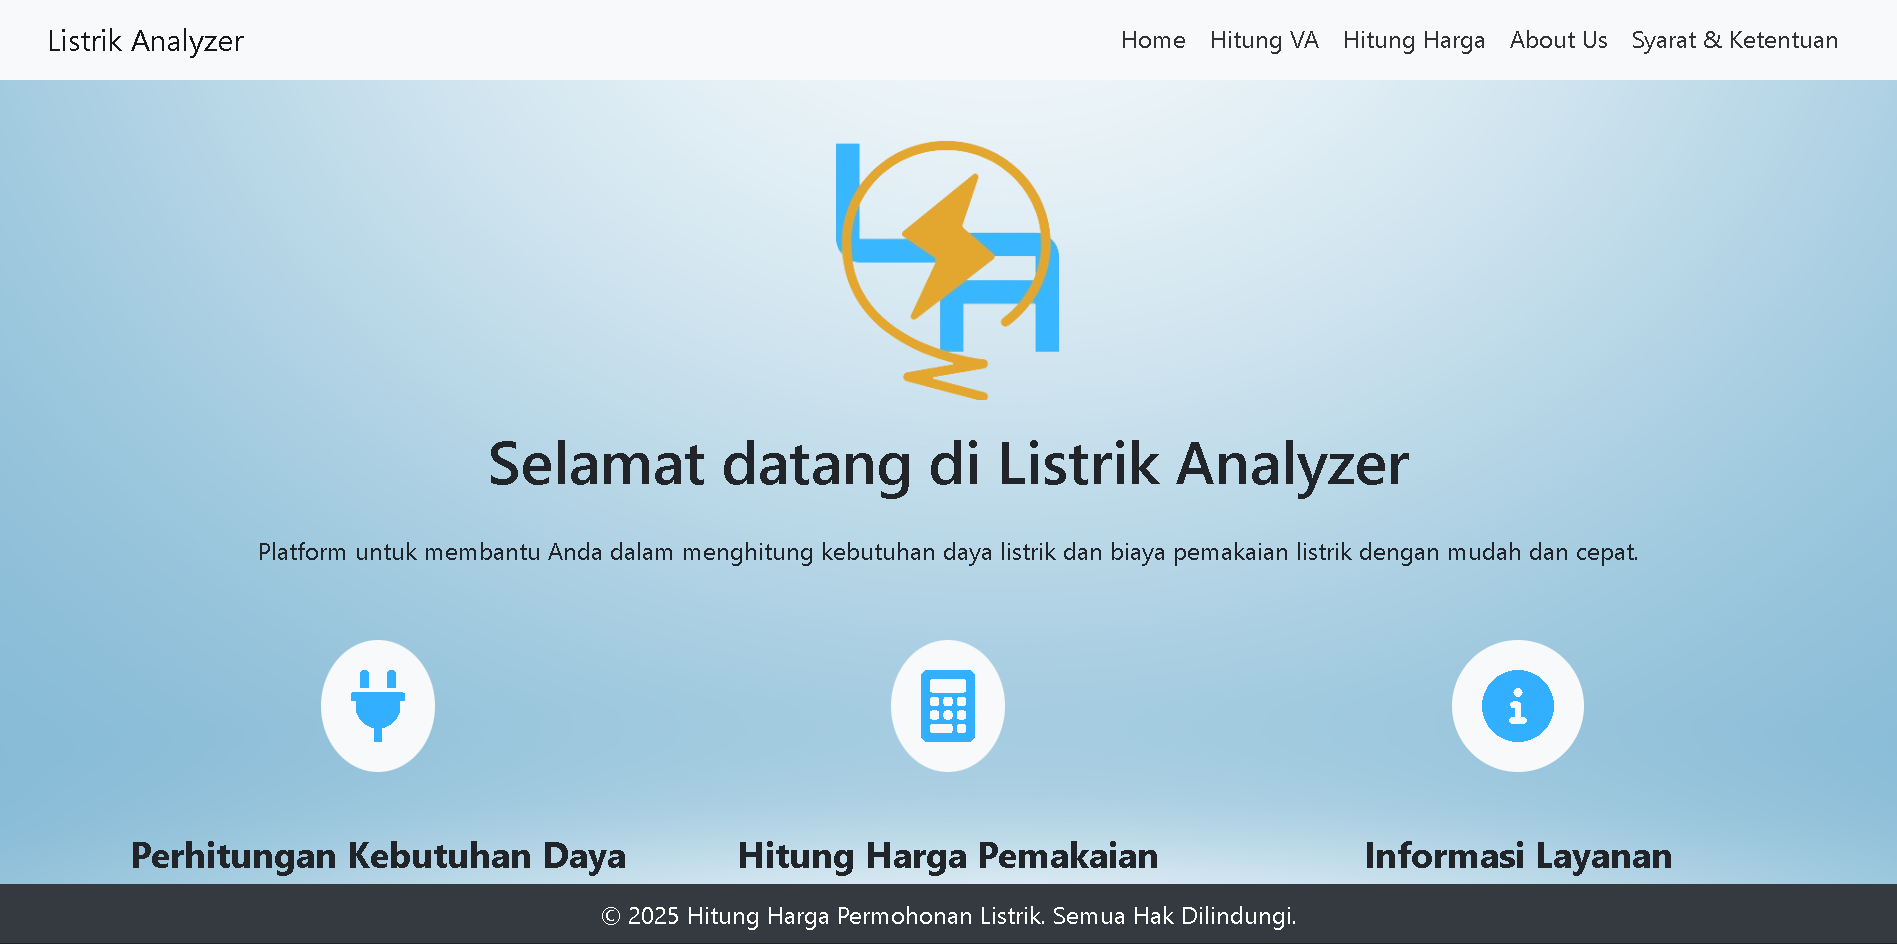 Listrik Analyzer
Home Hitung VA Hitung Harga About Us Syarat & Ketentuan
Selamat datang di Listrik Analyzer
Platform untuk membantu Anda dalam menghitung kebutuhan daya listrik dan biaya pemakaian listrik dengan mudah dan cepat.
Perhitungan Kebutuhan Daya
Hitung Harga Pemakaian
Informasi Layanan
© 2025 Hitung Harga Permohonan Listrik. Semua Hak Dilindungi.